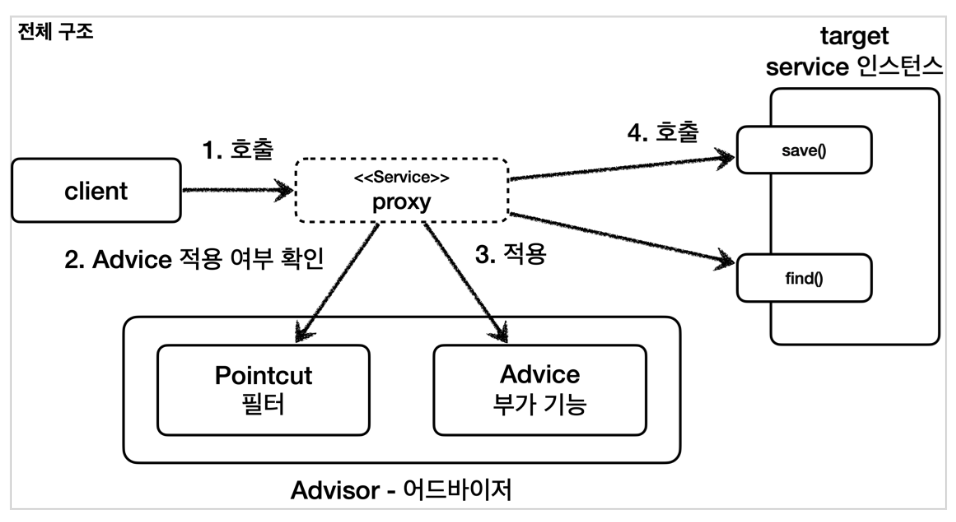 전체 구조
target
service 인스턴스
1. 호출
4. 호출
save()
client
<<Service>>
proxy
2. Advice 적용 여부 확인
3. 적용
find()
Pointcut
필터
Advice
부가 기능
Advisor - 어드바이저